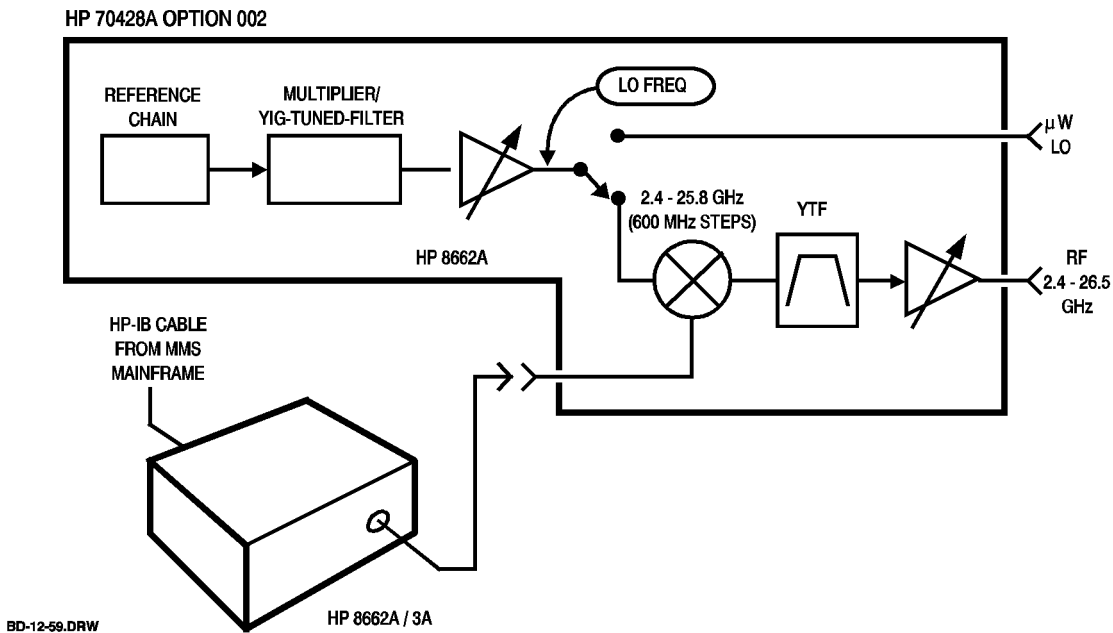 HP 70428A OPTION 002
REFERENCE
CHAIN
MULTIPLIER/
YIG-TUNED-FILTER
LO FREQ
µW
LO
2.4 - 25.8 GHz
(600 MHz STEPS)
YTF
HP 8662A
RF
2.4 - 26.5
GHz
HP-IB CABLE
FROM MMS
MAINFRAME
HP 8662A / 3A
BD-12-59.DRW